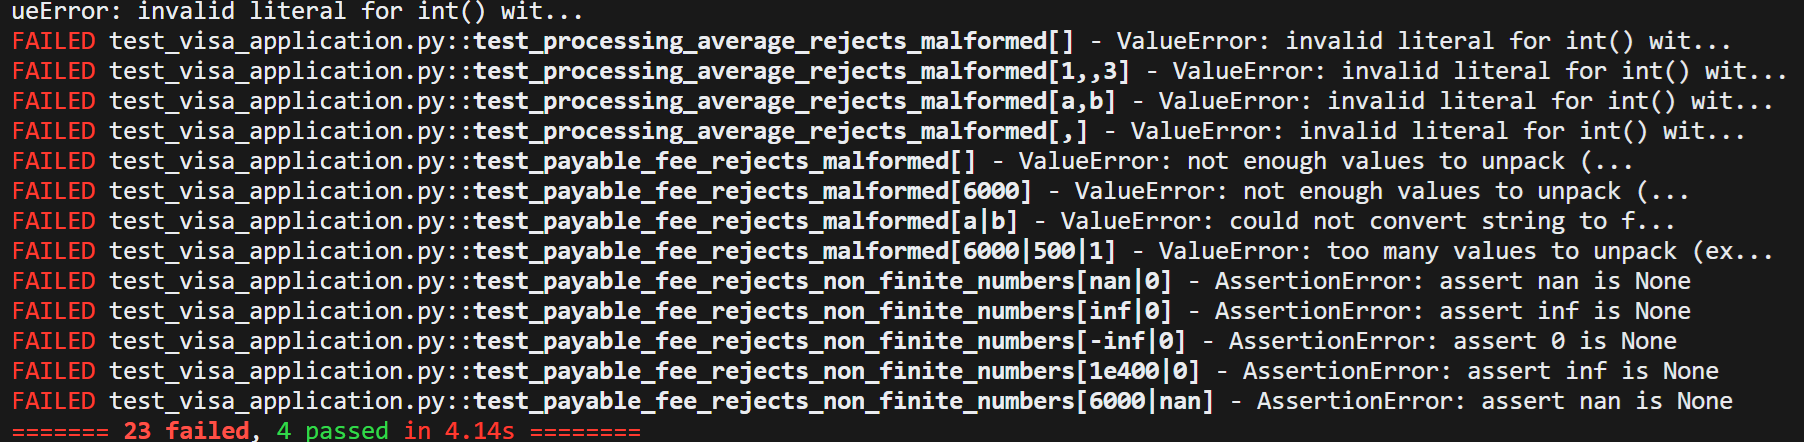 ueError: invalid literal for int() wit...
FAILED test_visa_application.py::test_processing_average_rejects_malformed[] - ValueError: invalid literal for int() wit...
FAILED test_visa_application.py::test_processing_average_rejects_malformed[1,,3] - ValueError: invalid literal for int() wit...
FAILED test_visa_application.py::test_processing_average_rejects_malformed[a,b] - ValueError: invalid literal for int() wit...
FAILED test_visa_application.py::test_processing_average_rejects_malformed[,] - ValueError: invalid literal for int() wit...
FAILED test_visa_application.py::test_payable_fee_rejects_malformed[] - ValueError: not enough values to unpack (...
FAILED test_visa_application.py::test_payable_fee_rejects_malformed[6000] - ValueError: not enough values to unpack (...
FAILED test_visa_application.py::test_payable_fee_rejects_malformed[a|b] - ValueError: could not convert string to f...
FAILED test_visa_application.py::test_payable_fee_rejects_malformed[6000|500|1] - ValueError: too many values to unpack (ex...
FAILED test_visa_application.py::test_payable_fee_rejects_non_finite_numbers[nan|0] - AssertionError: assert nan is None
FAILED test_visa_application.py::test_payable_fee_rejects_non_finite_numbers[inf|0] - AssertionError: assert inf is None
FAILED test_visa_application.py::test_payable_fee_rejects_non_finite_numbers[-inf|0] - AssertionError: assert 0 is None
FAILED test_visa_application.py::test_payable_fee_rejects_non_finite_numbers[1e400|0] - AssertionError: assert inf is None
FAILED test_visa_application.py::test_payable_fee_rejects_non_finite_numbers[6000|nan] - AssertionError: assert nan is None
======= 23 failed, 4 passed in 4.14s ========